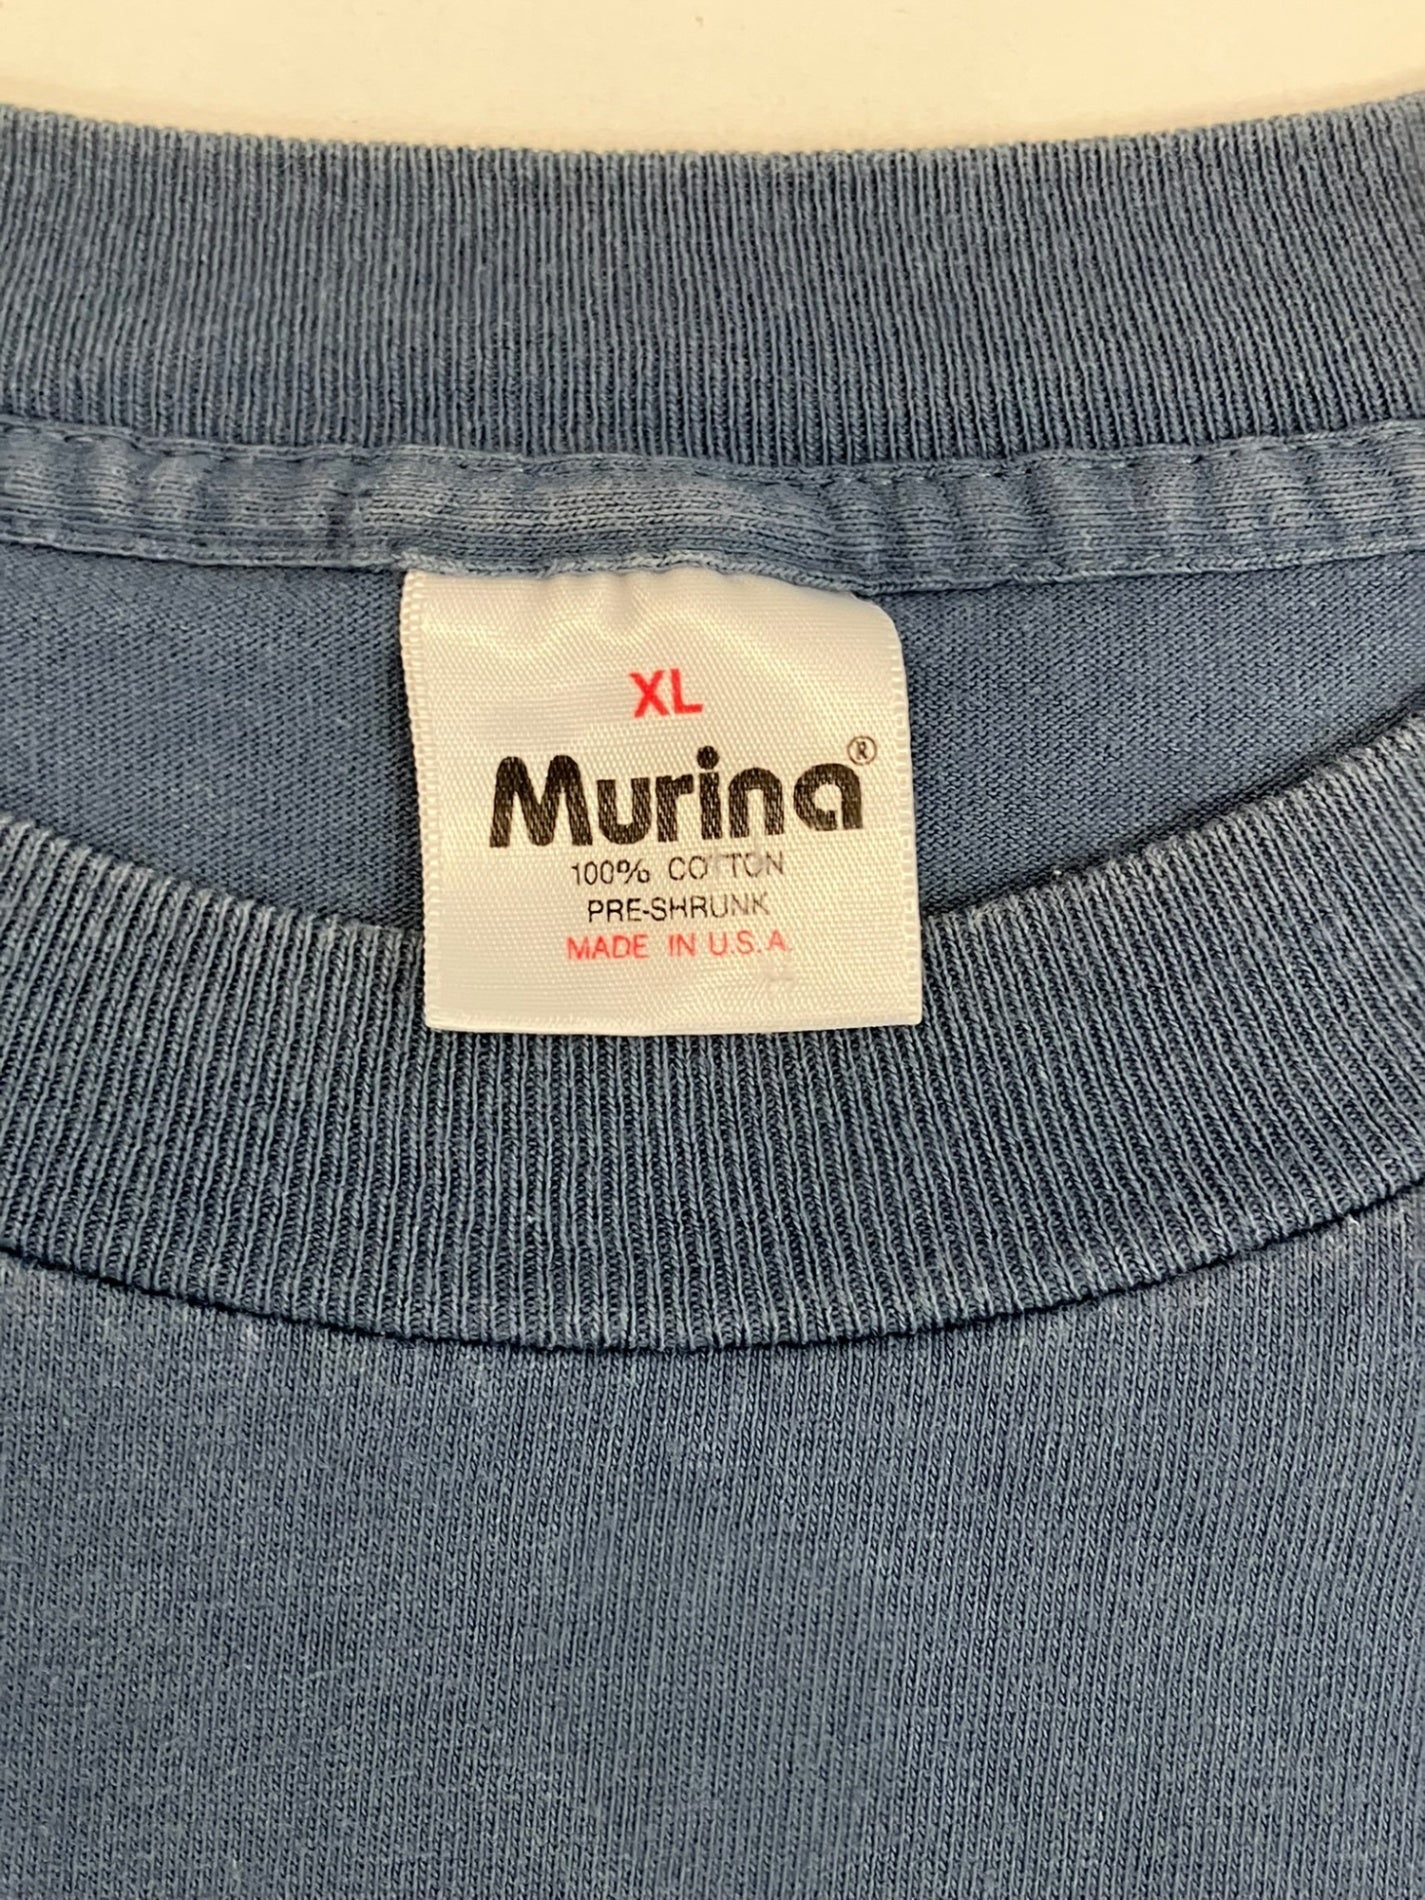 XL
Murina®
100% COTTON
PRE-SHRUNK
MADE IN U.S.A.